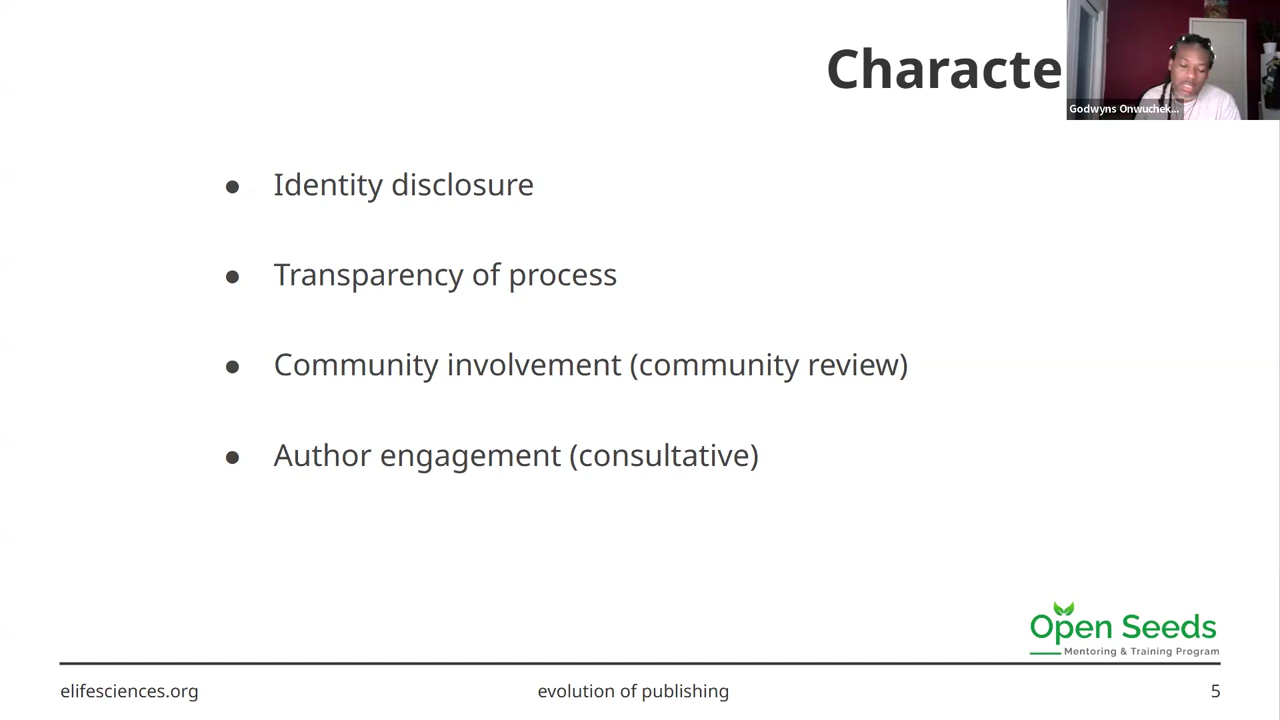 Characte
Godwyns Onwuchek...
● Identity disclosure
● Transparency of process
● Community involvement (community review)
● Author engagement (consultative)
Open Seeds
Mentoring & Training Program
elifesciences.org
evolution of publishing
5